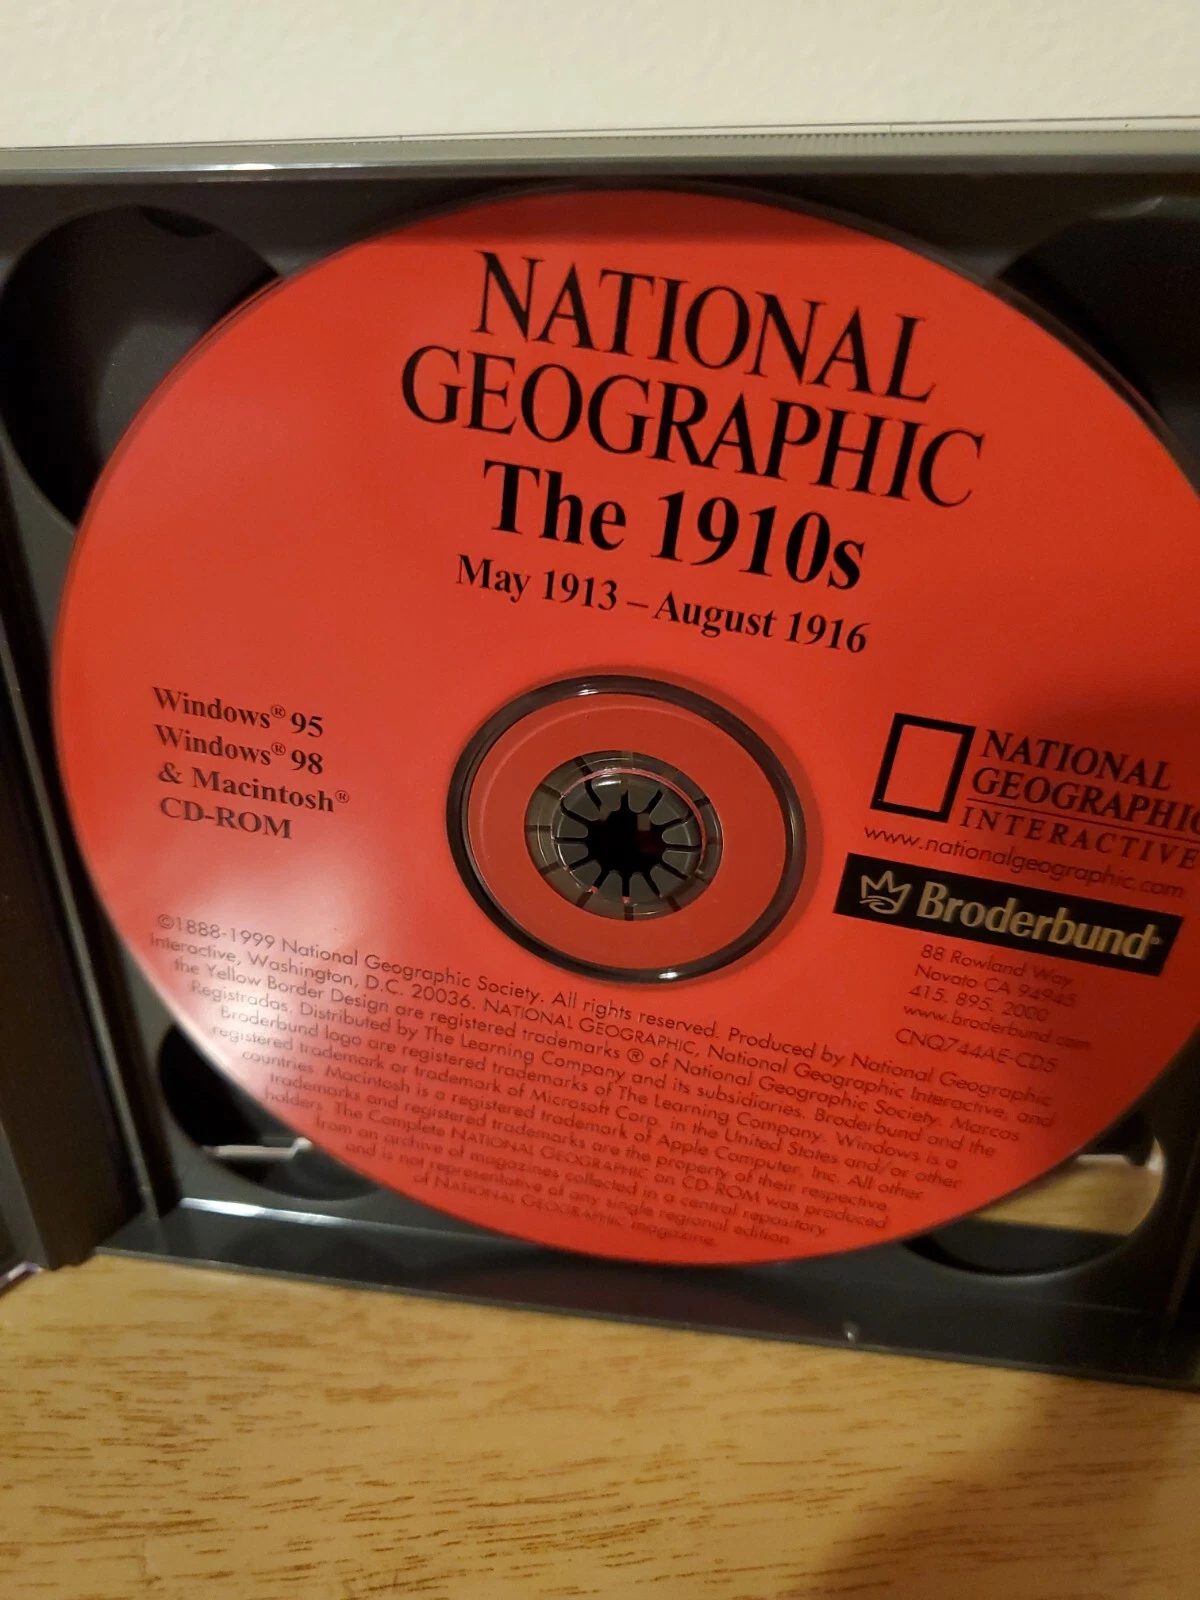 NATIONAL
GEOGRAPHIC
The 1910s
May 1913 – August 1916
Windows® 95
Windows® 98
& Macintosh®
CD-ROM
NATIONAL
GEOGRAPHIC
INTERACTIVE
www.nationalgeographic.com
Broderbund
88 Rowland Way
Novato CA 94945
415. 895. 2000
www.broderbund.com
CNQ744AE-CD5
©1888-1999 National Geographic Society. All rights reserved. Produced by National Geographic
Interactive, Washington, D.C. 20036. NATIONAL GEOGRAPHIC, National Geographic Interactive, and
the Yellow Border Design are registered trademarks ® of National Geographic Society. Marcas
Registradas. Distributed by The Learning Company and its subsidiaries. Broderbund and the
Broderbund logo are registered trademarks of The Learning Company. Windows is a
registered trademark or trademark of Microsoft Corp. in the United States and/or other
countries. Macintosh is a registered trademark of Apple Computer, Inc. All other
trademarks and registered trademarks are the property of their respective
holders. The Complete NATIONAL GEOGRAPHIC on CD-ROM was produced
from an archive of magazines collected in a central repository
and is not representative of any single regional edition
of NATIONAL GEOGRAPHIC magazine.